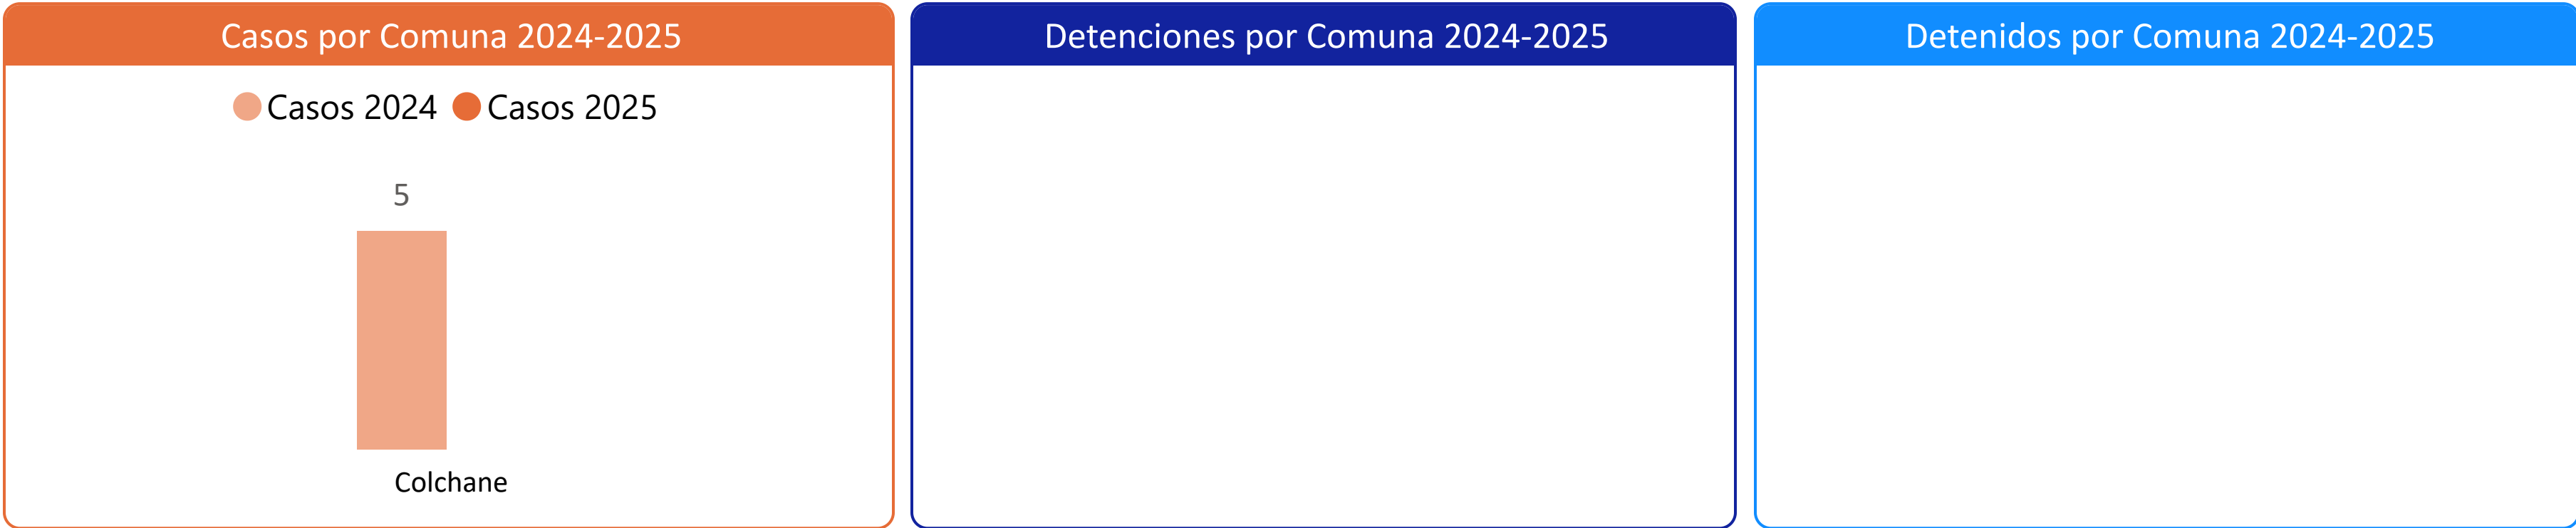 Casos por Comuna 2024-2025
Casos 2024 Casos 2025
5
Colchane
Detenciones por Comuna 2024-2025
Detenidos por Comuna 2024-2025